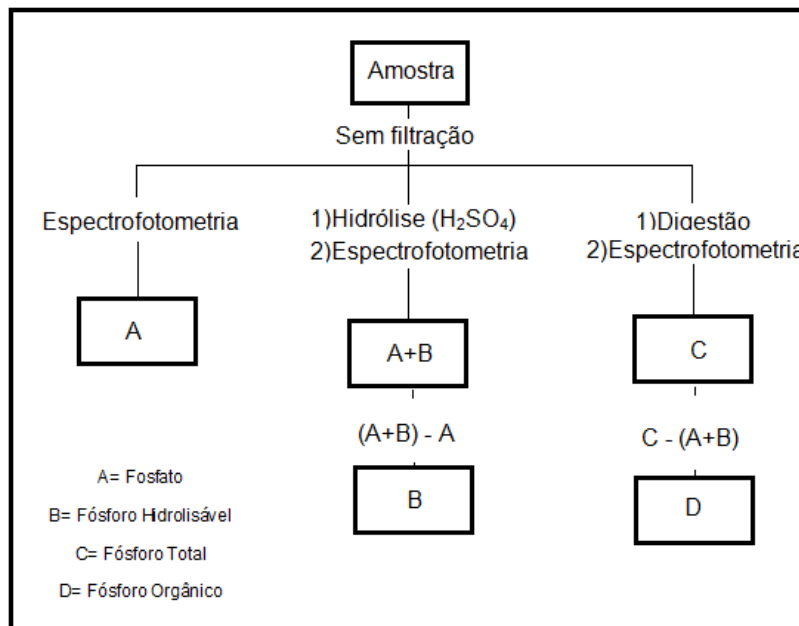 Amostra
Sem filtração
Espectrofotometria
1)Hidrólise (H₂SO₄)
2)Espectrofotometria
1)Digestão
2)Espectrofotometria
A
A+B
C
(A+B) - A
C - (A+B)
B
D
A= Fosfato
B= Fósforo Hidrolisável
C= Fósforo Total
D= Fósforo Orgânico